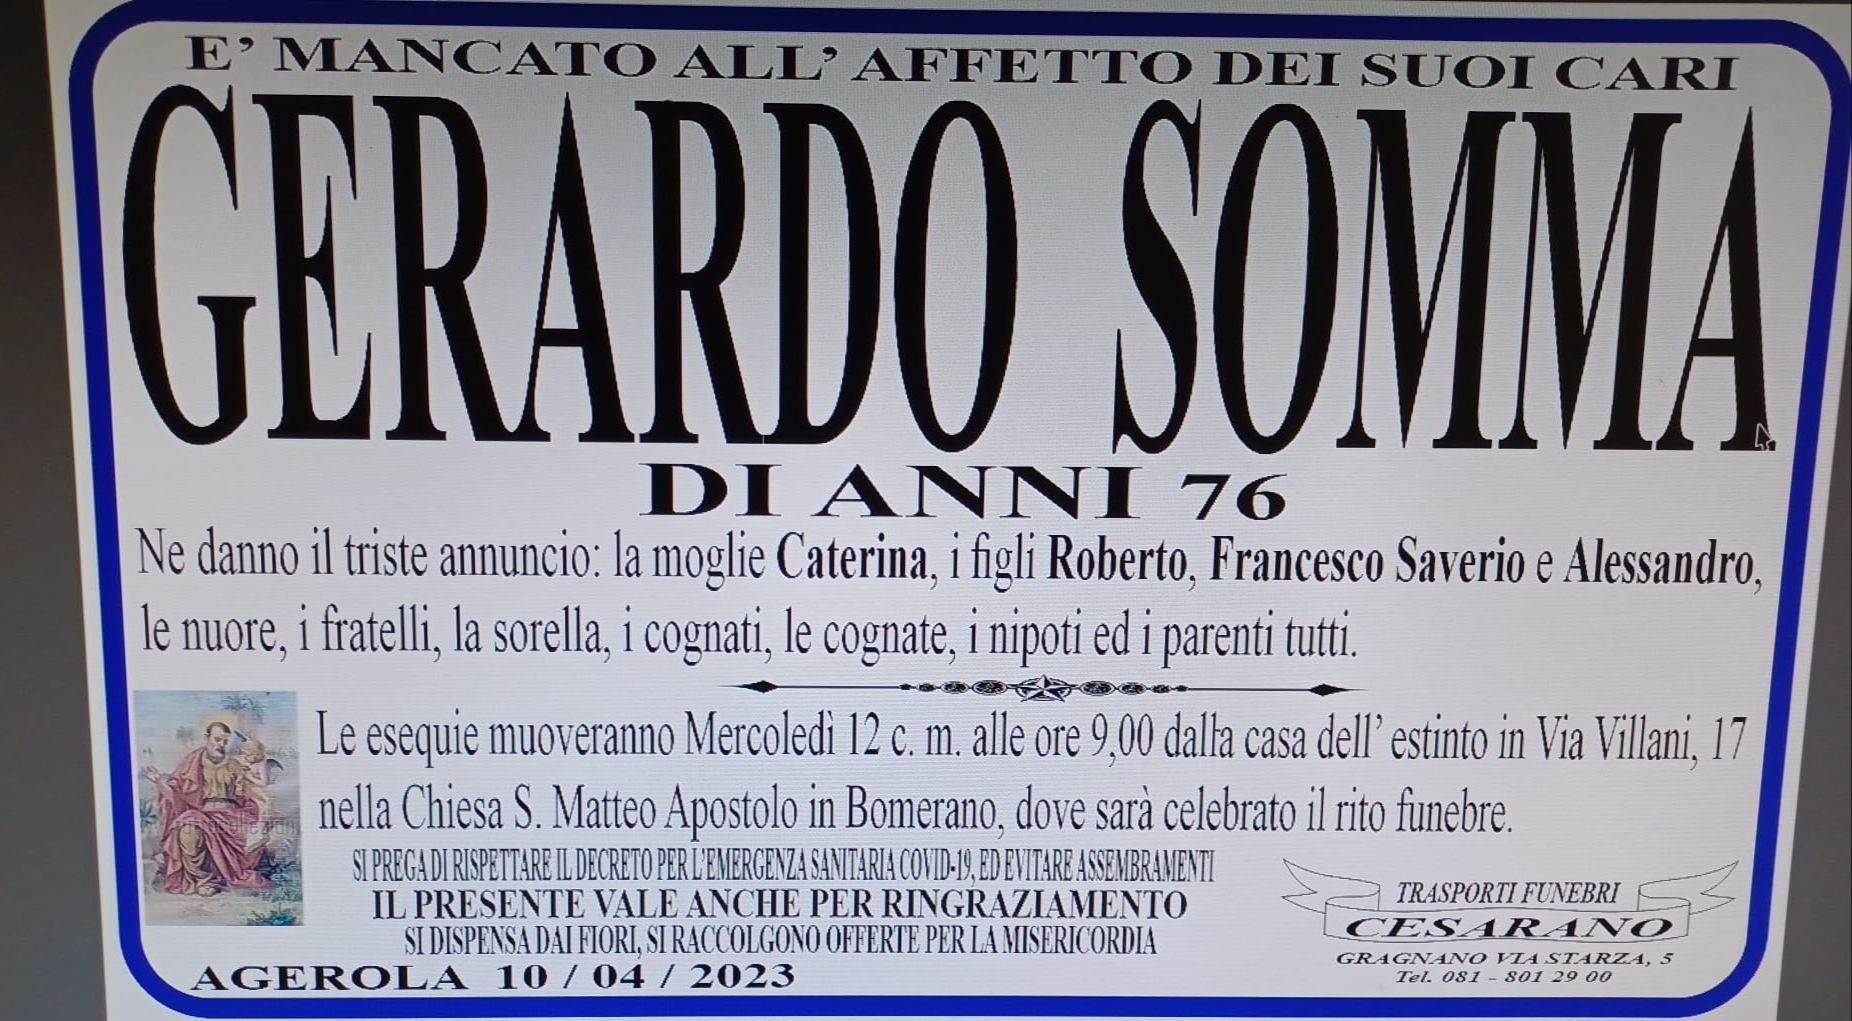 E' MANCATO ALL' AFFETTO DEI SUOI CARI
GERARDO SOMMA
DI ANNI 76
Ne danno il triste annuncio: la moglie Caterina, i figli Roberto, Francesco Saverio e Alessandro,
le nuore, i fratelli, la sorella, i cognati, le cognate, i nipoti ed i parenti tutti.
Le esequie muoveranno Mercoledì 12 c. m. alle ore 9,00 dalla casa dell' estinto in Via Villani, 17
nella Chiesa S. Matteo Apostolo in Bomerano, dove sarà celebrato il rito funebre.
SI PREGA DI RISPETTARE IL DECRETO PER L'EMERGENZA SANITARIA COVID-19, ED EVITARE ASSEMBRAMENTI
IL PRESENTE VALE ANCHE PER RINGRAZIAMENTO
SI DISPENSA DAI FIORI, SI RACCOLGONO OFFERTE PER LA MISERICORDIA
AGEROLA 10 / 04 / 2023
TRASPORTI FUNEBRI
CESARANO
GRAGNANO VIA STARZA, 5
Tel. 081 - 801 29 00